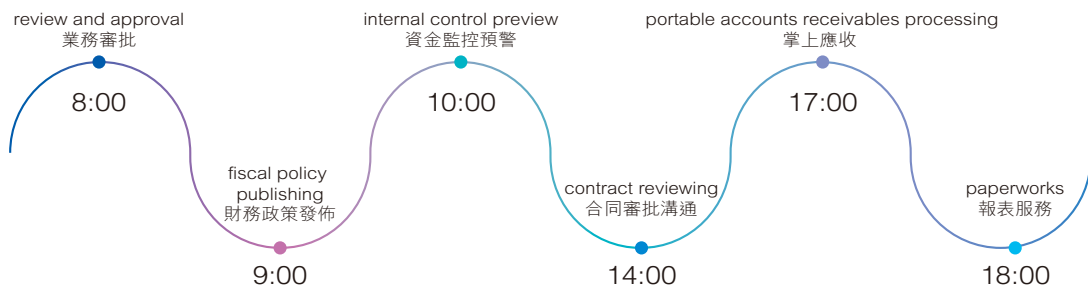 review and approval
業務審批
8:00
fiscal policy
publishing
財務政策發佈
9:00
internal control preview
資金監控預警
10:00
contract reviewing
合同審批溝通
14:00
portable accounts receivables processing
掌上應收
17:00
paperworks
報表服務
18:00